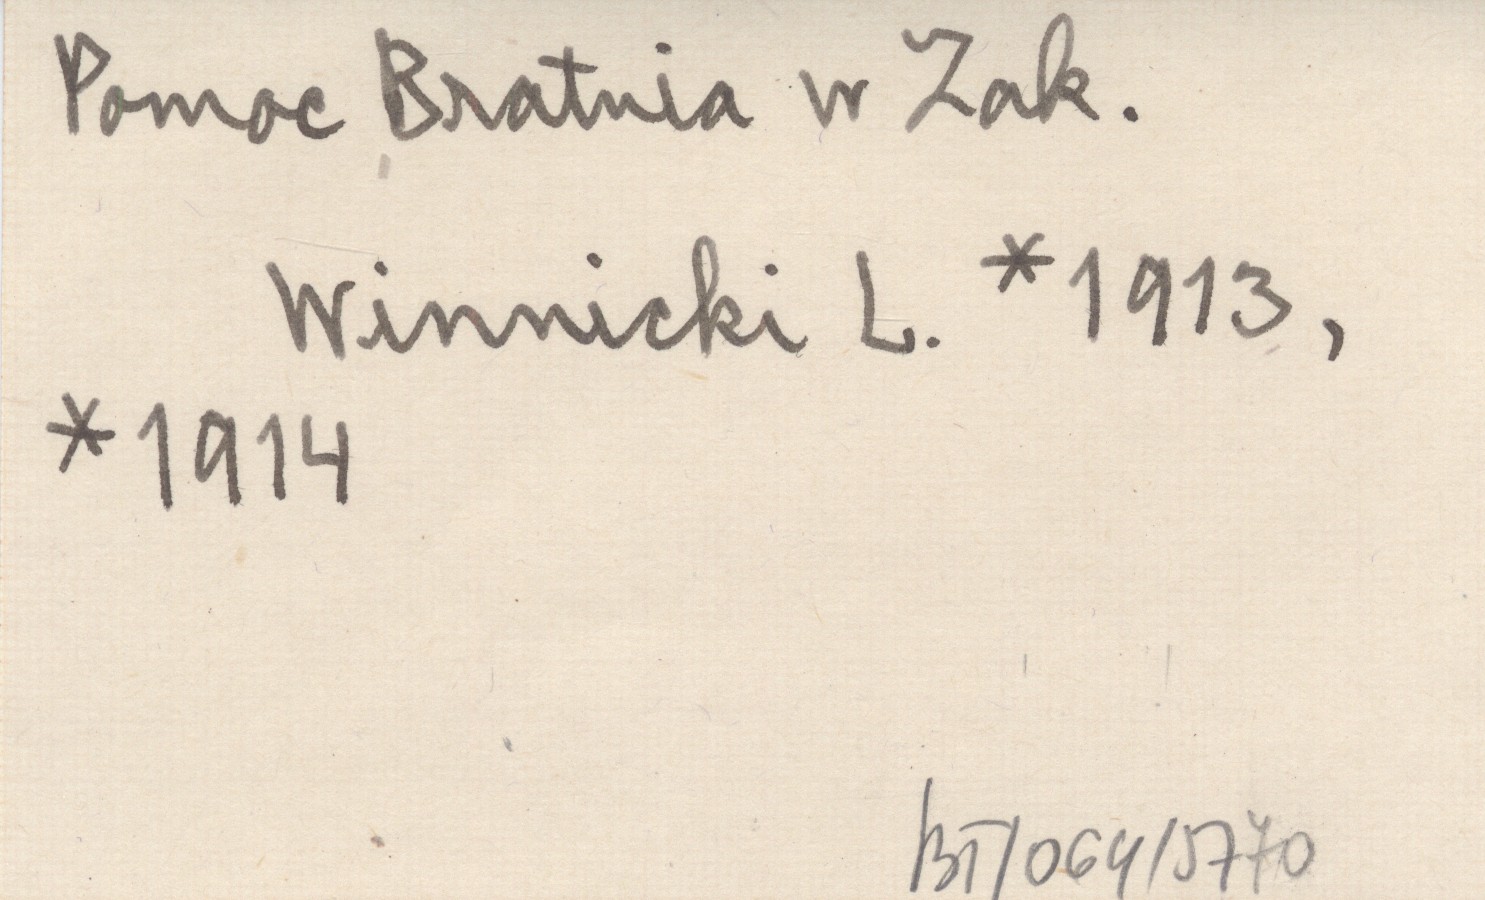 Pomoc Bratnia w Zak.
Winnicki L. *1913,
*1914
BT/064/5770